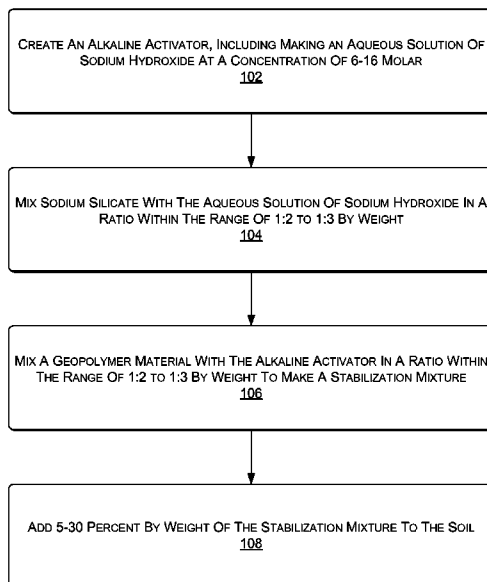 CREATE AN ALKALINE ACTIVATOR, INCLUDING MAKING AN AQUEOUS SOLUTION OF
SODIUM HYDROXIDE AT A CONCENTRATION OF 6-16 MOLAR
102
MIX SODIUM SILICATE WITH THE AQUEOUS SOLUTION OF SODIUM HYDROXIDE IN A
RATIO WITHIN THE RANGE OF 1:2 TO 1:3 BY WEIGHT
104
MIX A GEOPOLYMER MATERIAL WITH THE ALKALINE ACTIVATOR IN A RATIO WITHIN
THE RANGE OF 1:2 TO 1:3 BY WEIGHT TO MAKE A STABILIZATION MIXTURE
106
ADD 5-30 PERCENT BY WEIGHT OF THE STABILIZATION MIXTURE TO THE SOIL
108